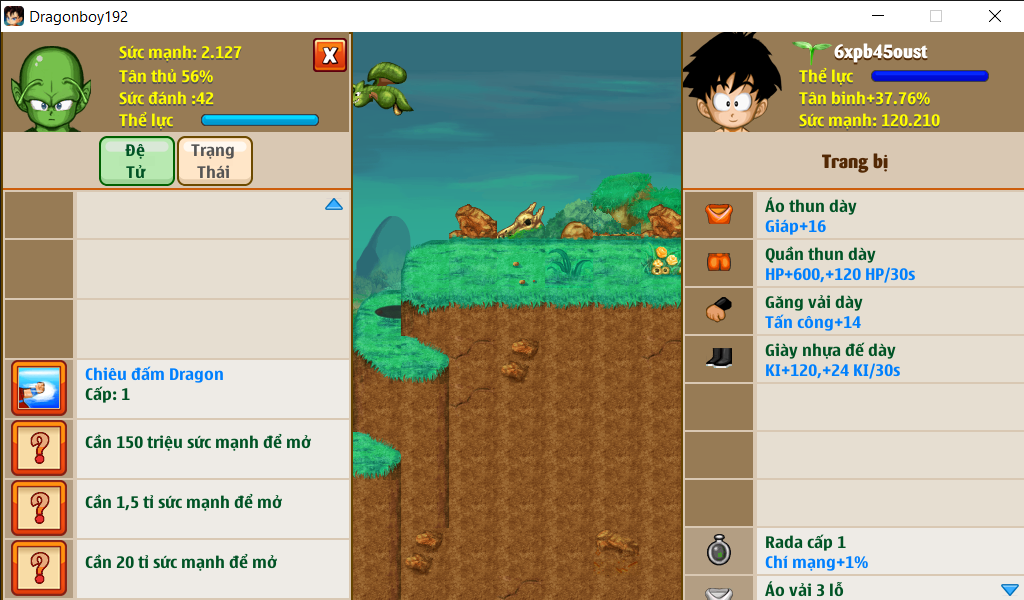 Dragonboy192
Sức mạnh: 2.127
Tân thủ 56%
Sức đánh :42
Thể lực
X
Đệ
Tử
Trạng
Thái
Chiêu đấm Dragon
Cấp: 1
Cần 150 triệu sức mạnh để mở
Cần 1,5 tỉ sức mạnh để mở
Cần 20 tỉ sức mạnh để mở
6xpb45oust
Thể lực
Tân binh+37.76%
Sức mạnh: 120.210
Trang bị
Áo thun dày
Giáp+16
Quần thun dày
HP+600,+120 HP/30s
Găng vải dày
Tấn công+14
Giày nhựa đế dày
KI+120,+24 KI/30s
Rada cấp 1
Chí mạng+1%
Áo vải 3 lỗ